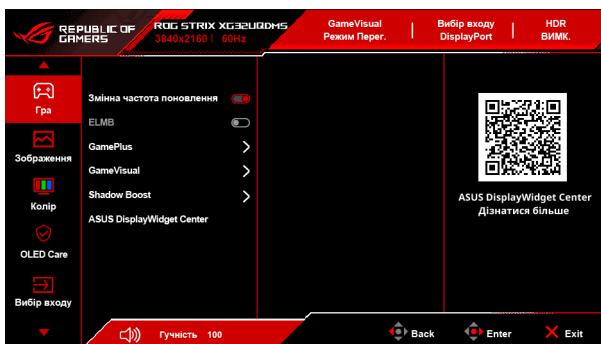 REPUBLIC OF
GAMERS
ROG STRIX XG32UQDMS
3840x2160 | 60Hz
GameVisual
Режим Перег.
Вибір входу
DisplayPort
HDR
ВИМК.
Гра
Зображення
Колір
OLED Care
Вибір входу
Змінна частота поновлення
ELMB
GamePlus
GameVisual
Shadow Boost
ASUS DisplayWidget Center
ASUS DisplayWidget Center
Дізнатися більше
Гучність 100
Back
Enter
Exit